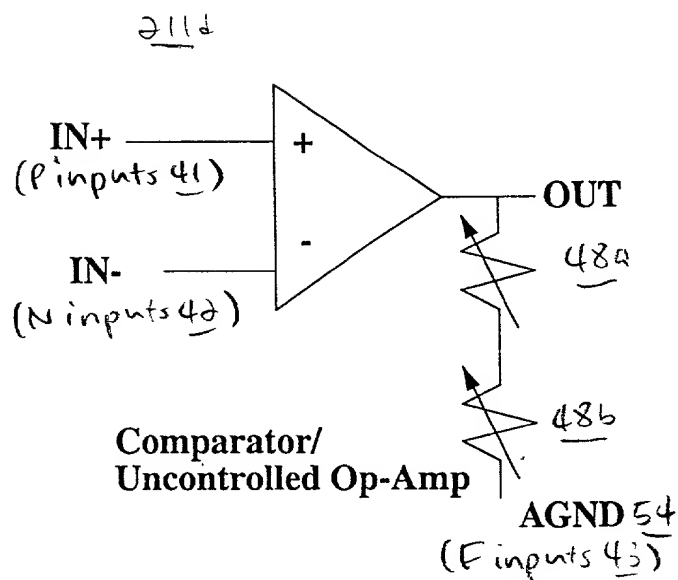 211d
IN+
(P inputs 41)
+
OUT
-
48a
IN-
(N inputs 42)
48b
Comparator/
Uncontrolled Op-Amp
AGND 54
(F inputs 43)